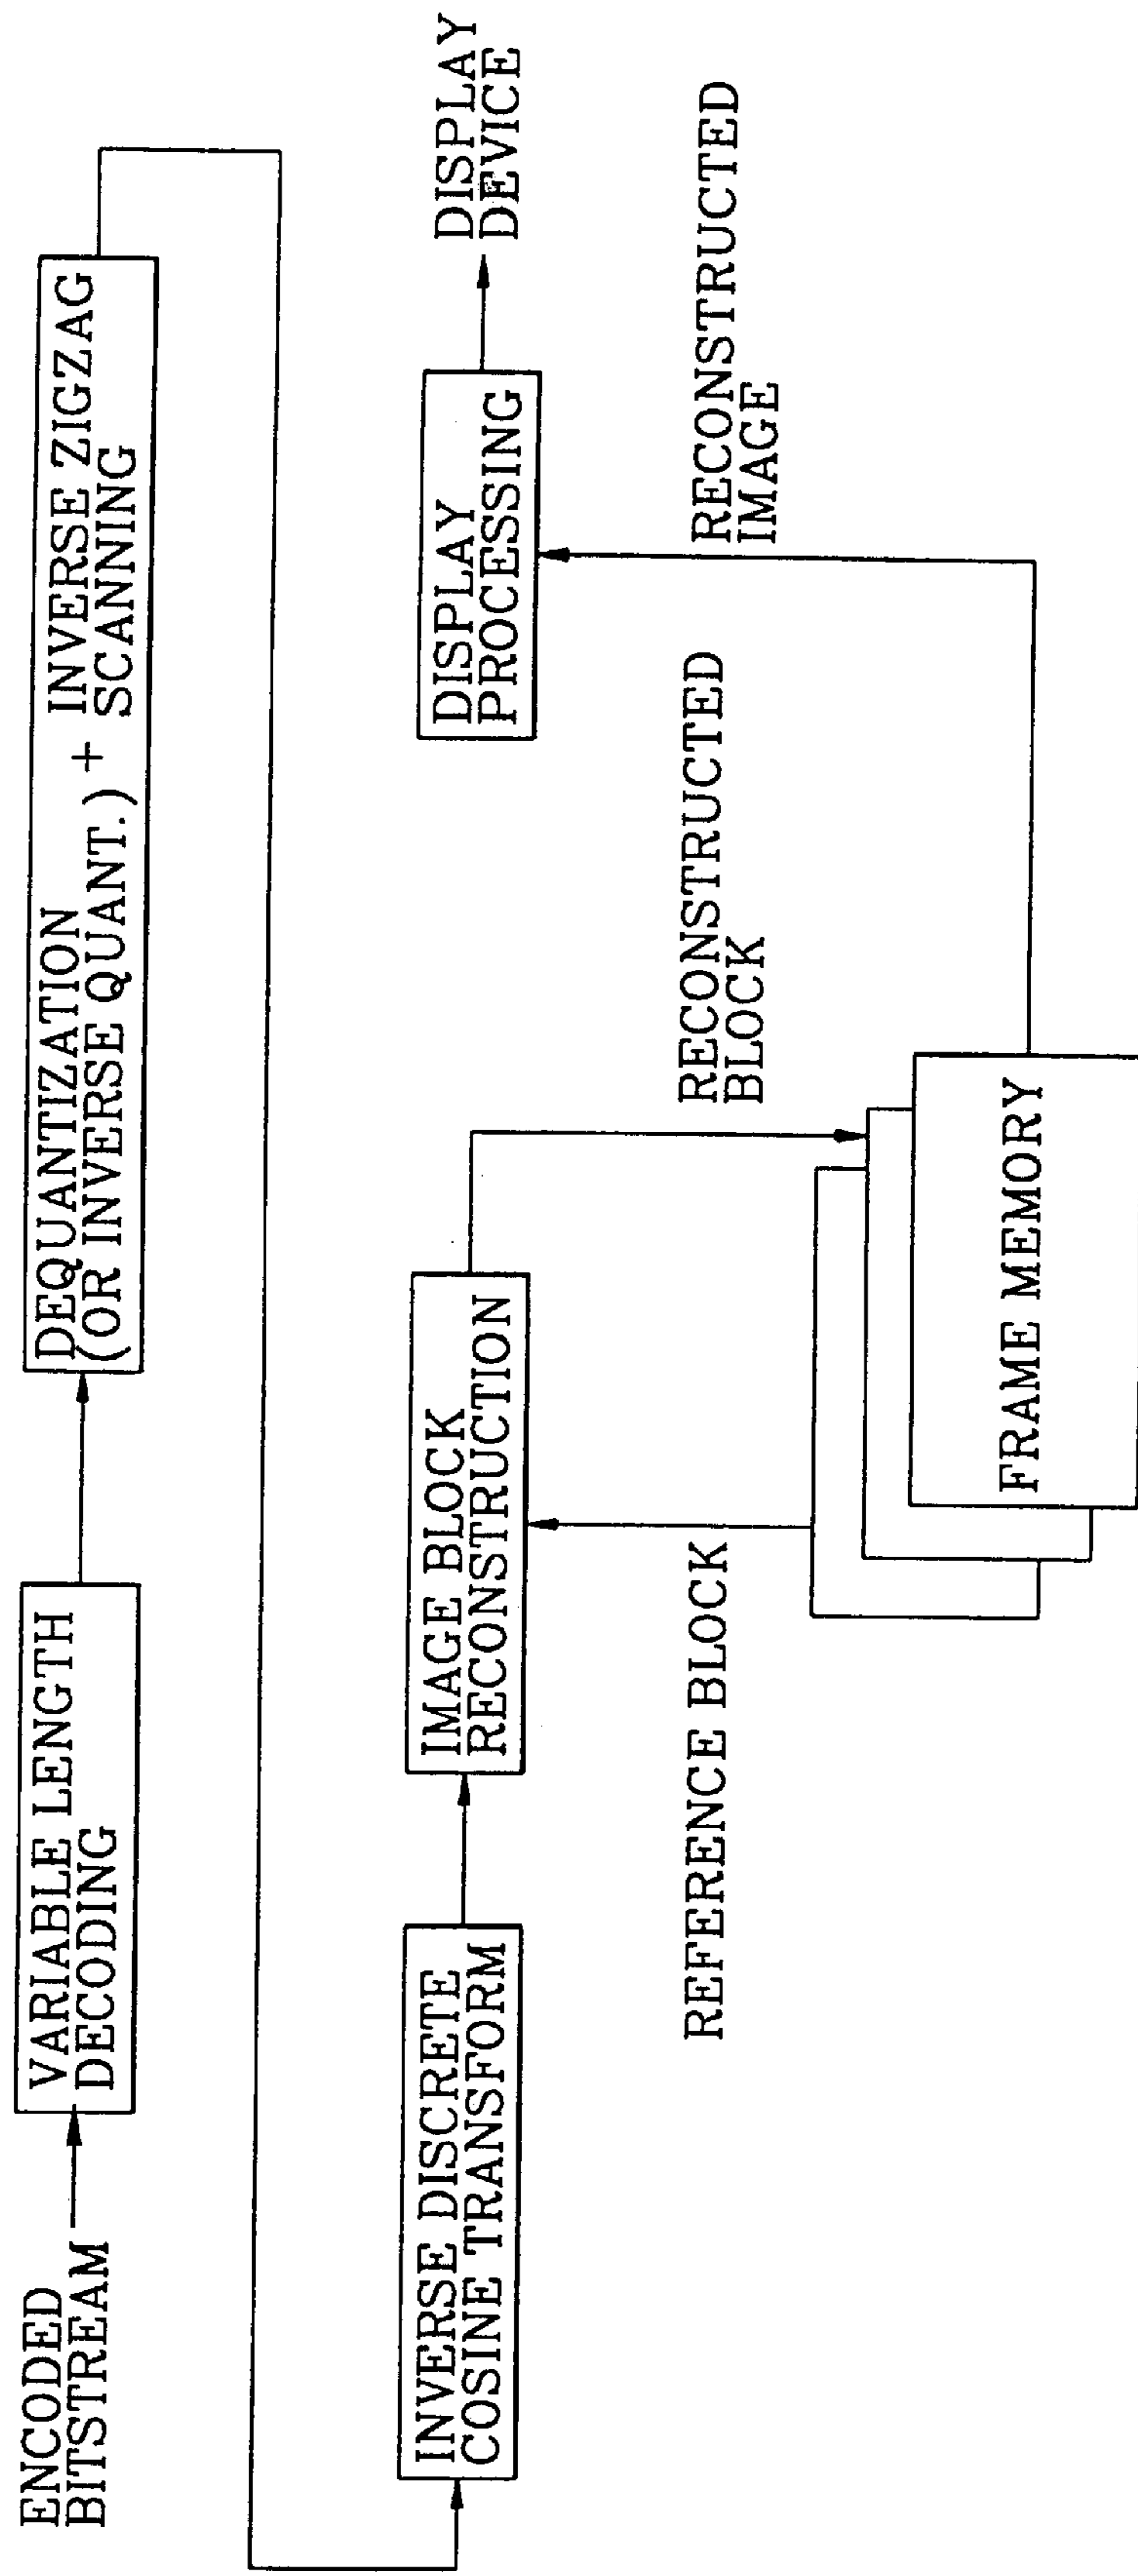 ENCODED
BITSTREAM
VARIABLE LENGTH
DECODING
DEQUANTIZATION
(OR INVERSE QUANT.) +
INVERSE ZIGZAG
SCANNING
INVERSE DISCRETE
COSINE TRANSFORM
IMAGE BLOCK
RECONSTRUCTION
DISPLAY
PROCESSING
DISPLAY
DEVICE
REFERENCE BLOCK
RECONSTRUCTED
BLOCK
RECONSTRUCTED
IMAGE
FRAME MEMORY